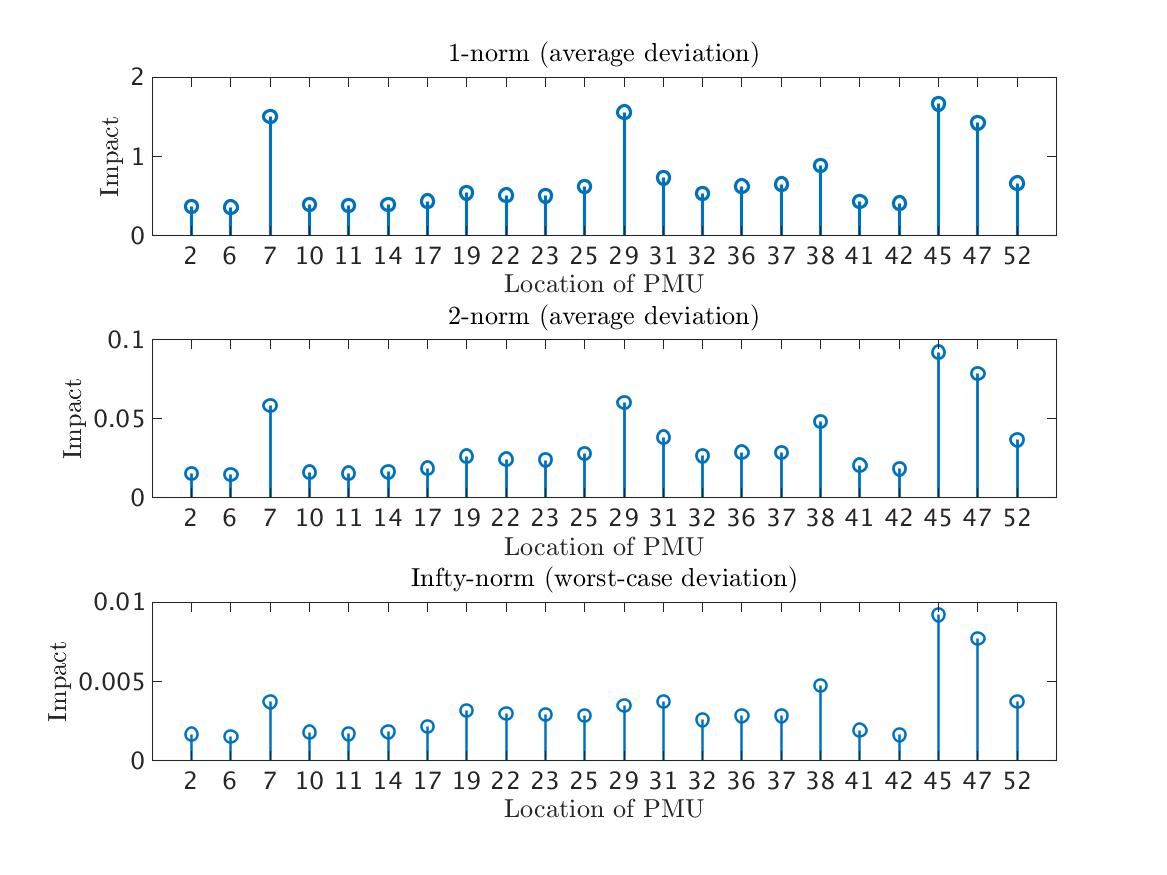 1-norm (average deviation)
2
1
0
Impact
2 6 7 10 11 14 17 19 22 23 25 29 31 32 36 37 38 41 42 45 47 52
Location of PMU
2-norm (average deviation)
0.1
0.05
0
Impact
2 6 7 10 11 14 17 19 22 23 25 29 31 32 36 37 38 41 42 45 47 52
Location of PMU
Infty-norm (worst-case deviation)
0.01
0.005
0
Impact
2 6 7 10 11 14 17 19 22 23 25 29 31 32 36 37 38 41 42 45 47 52
Location of PMU